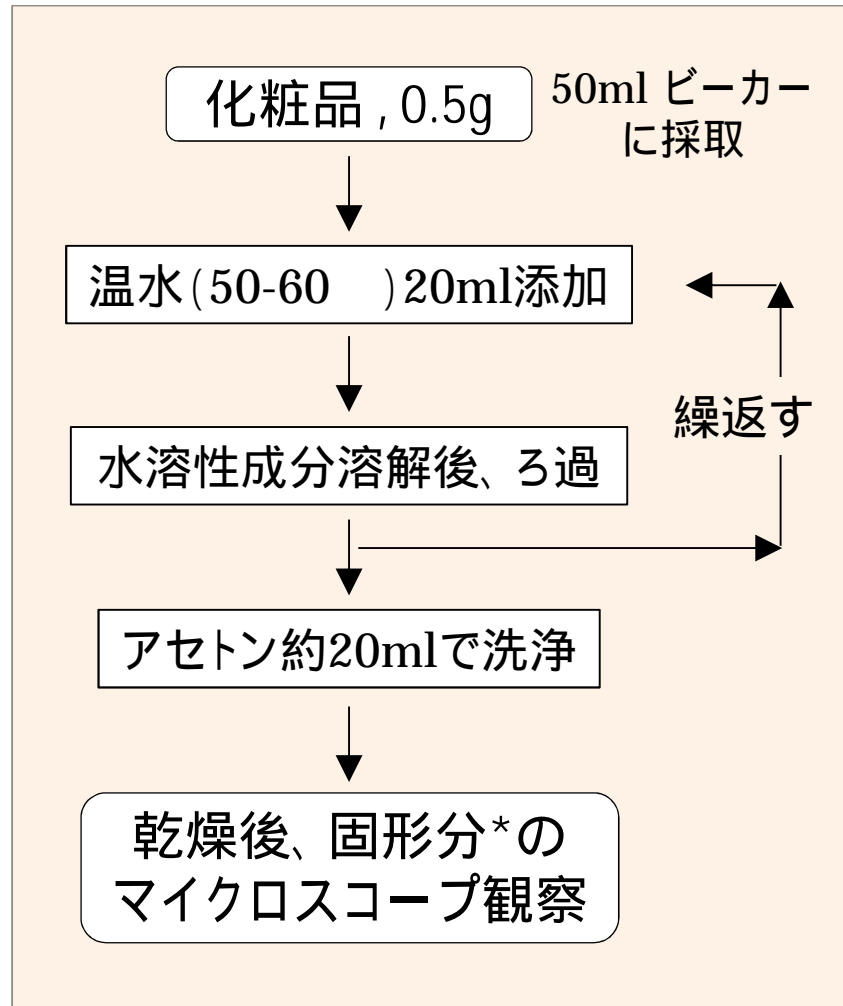 化粧品,0.5g
50ml ビーカー
に採取
温水(50-60　)20ml添加
繰返す
水溶性成分溶解後、ろ過
アセトン約20mlで洗浄
乾燥後、固形分*の
マイクロスコープ観察